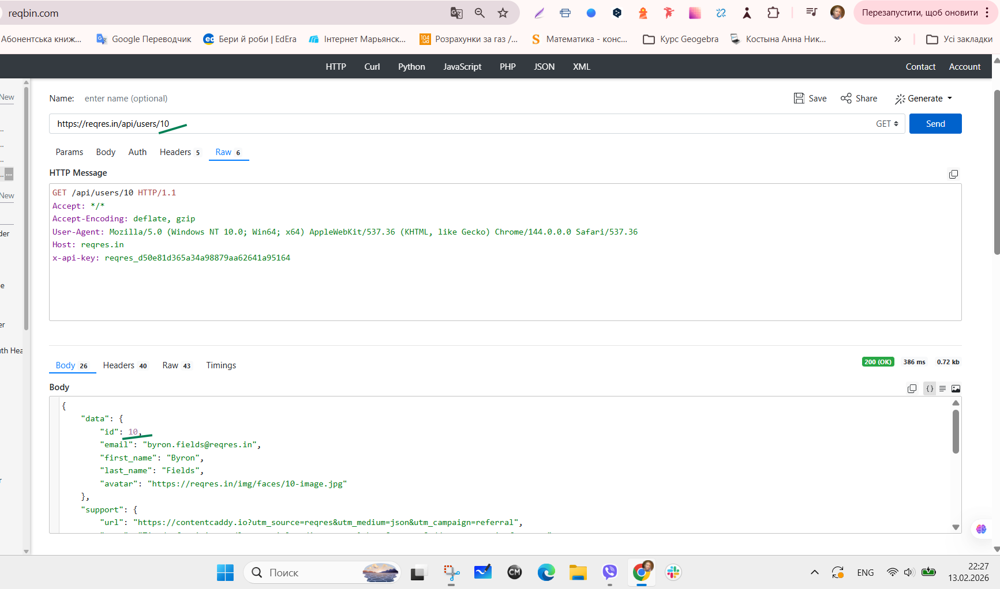 reqbin.com
Перезапустити, щоб оновити
Абонентська книж...
Google Переводчик
Бери й роби | EdEra
Інтернет Марьянск...
Розрахунки за газ /...
Математика - конс...
Курс Geogebra
Костына Анна Ник...
»
Усі закладки
HTTP
Curl
Python
JavaScript
PHP
JSON
XML
Contact
Account
New
New
Name:
enter name (optional)
Save
Share
Generate
https://reqres.in/api/users/10
GET
Send
Params
Body
Auth
Headers 5
Raw 6
HTTP Message
GET /api/users/10 HTTP/1.1
Accept: */*
Accept-Encoding: deflate, gzip
User-Agent: Mozilla/5.0 (Windows NT 10.0; Win64; x64) AppleWebKit/537.36 (KHTML, like Gecko) Chrome/144.0.0.0 Safari/537.36
Host: reqres.in
x-api-key: reqres_d50e81d365a34a98879aa62641a95164
Body 26
Headers 40
Raw 43
Timings
200 (OK)
386 ms
0.72 kb
Body
{
"data": {
"id": 10,
"email": "byron.fields@reqres.in",
"first_name": "Byron",
"last_name": "Fields",
"avatar": "https://reqres.in/img/faces/10-image.jpg"
},
"support": {
"url": "https://contentcaddy.io?utm_source=reqres&utm_medium=json&utm_campaign=referral",
Поиск
CM
ENG
22:27
13.02.2026